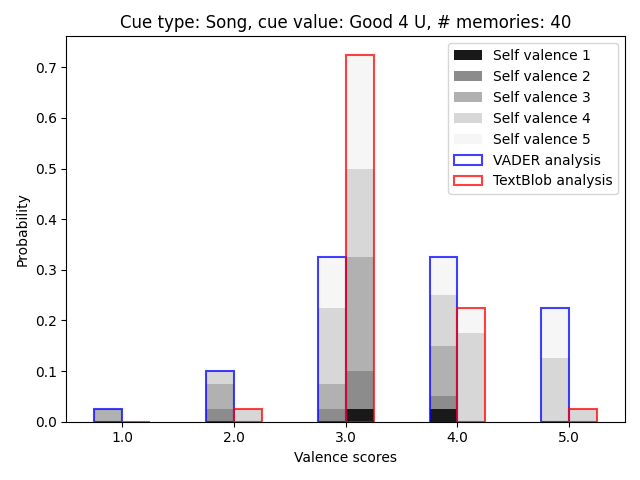 Cue type: Song, cue value: Good 4 U, # memories: 40
Self valence 1
Self valence 2
Self valence 3
Self valence 4
Self valence 5
VADER analysis
TextBlob analysis
Probability
0.7
0.6
0.5
0.4
0.3
0.2
0.1
0.0
1.0 2.0 3.0 4.0 5.0
Valence scores